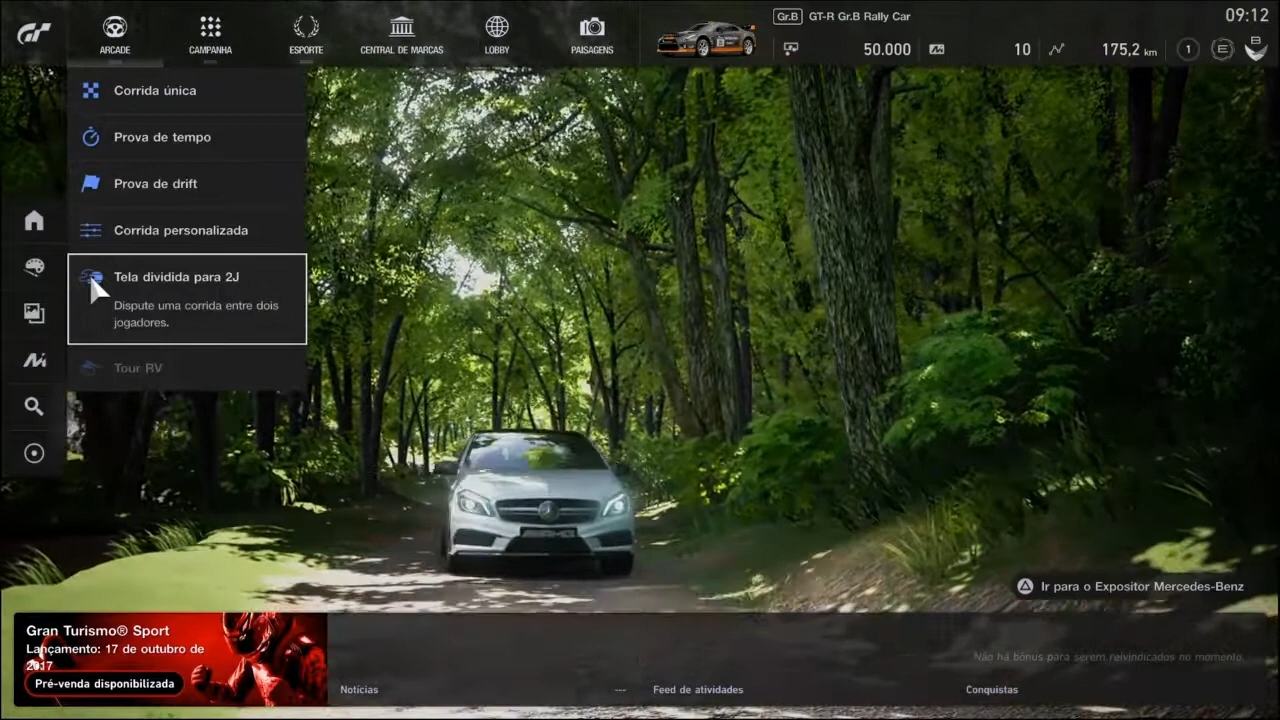 Gr.B GT-R Gr.B Rally Car
09:12
ARCADE CAMPANHA ESPORTE CENTRAL DE MARCAS LOBBY PAISAGENS
50.000 10 175,2 km 1 E B
Corrida única
Prova de tempo
Prova de drift
Corrida personalizada
Tela dividida para 2J
Dispute uma corrida entre dois
jogadores.
Tour RV
Ir para o Expositor Mercedes-Benz
Gran Turismo® Sport
Lançamento: 17 de outubro de
2017
Pré-venda disponibilizada
Não há bônus para serem reivindicados no momento.
Notícias --- Feed de atividades Conquistas